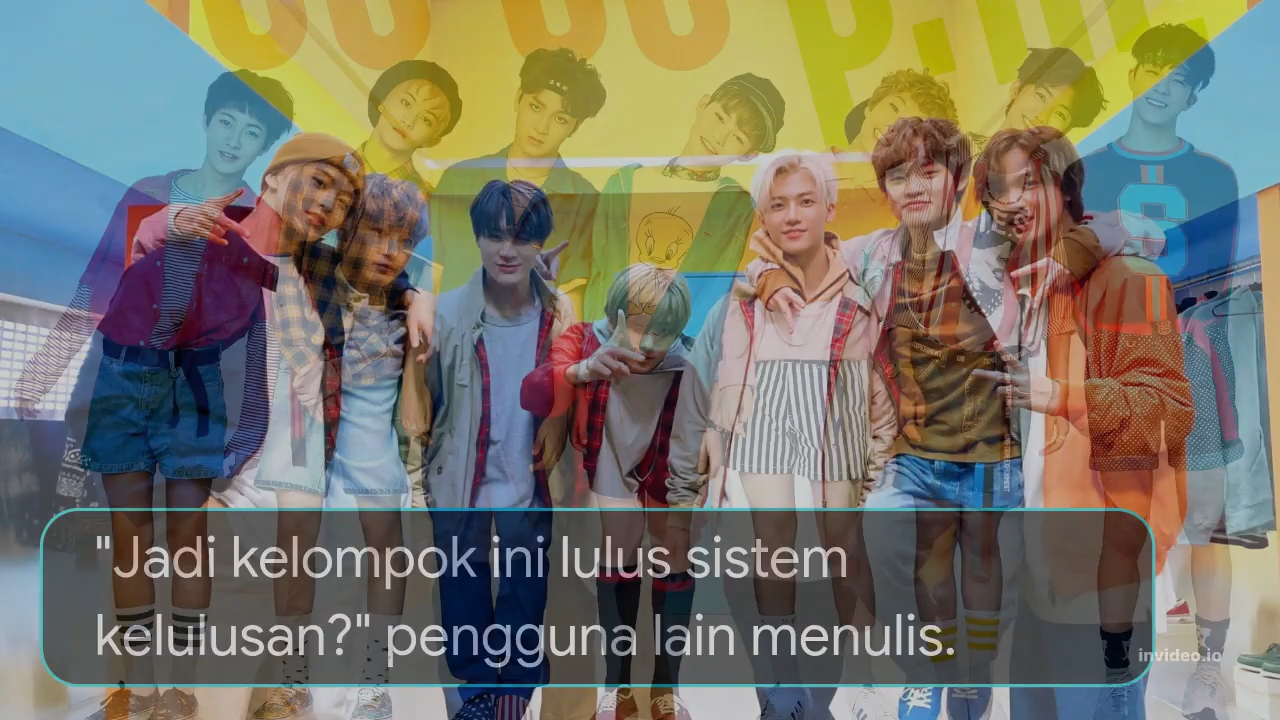 "Jadi kelompok ini lulus sistem
kelulusan?" pengguna lain menulis.
invideo.io